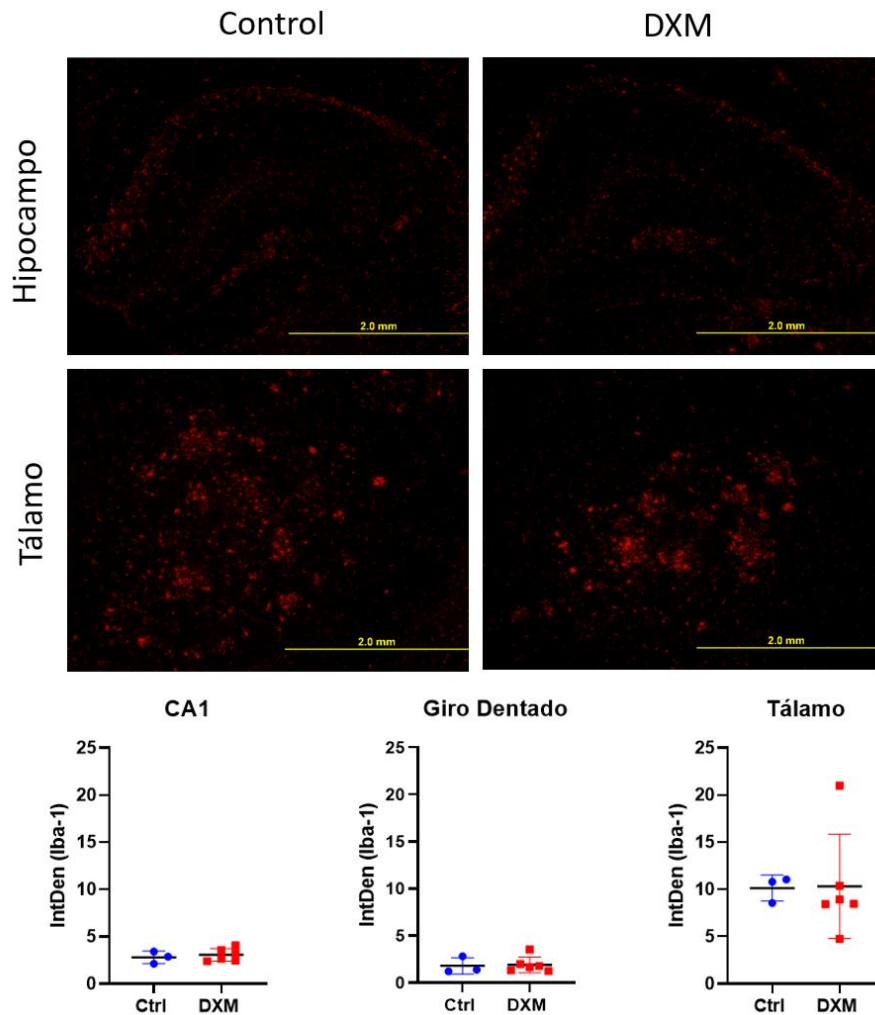 Control DXM
Hipocampo
2.0 mm 2.0 mm
Tálamo
2.0 mm 2.0 mm
CA1 Giro Dentado Tálamo
IntDen (Iba-1) IntDen (Iba-1) IntDen (Iba-1)
25 25 25
20 20 20
15 15 15
10 10 10
5 5 5
0 0 0
Ctrl DXM Ctrl DXM Ctrl DXM